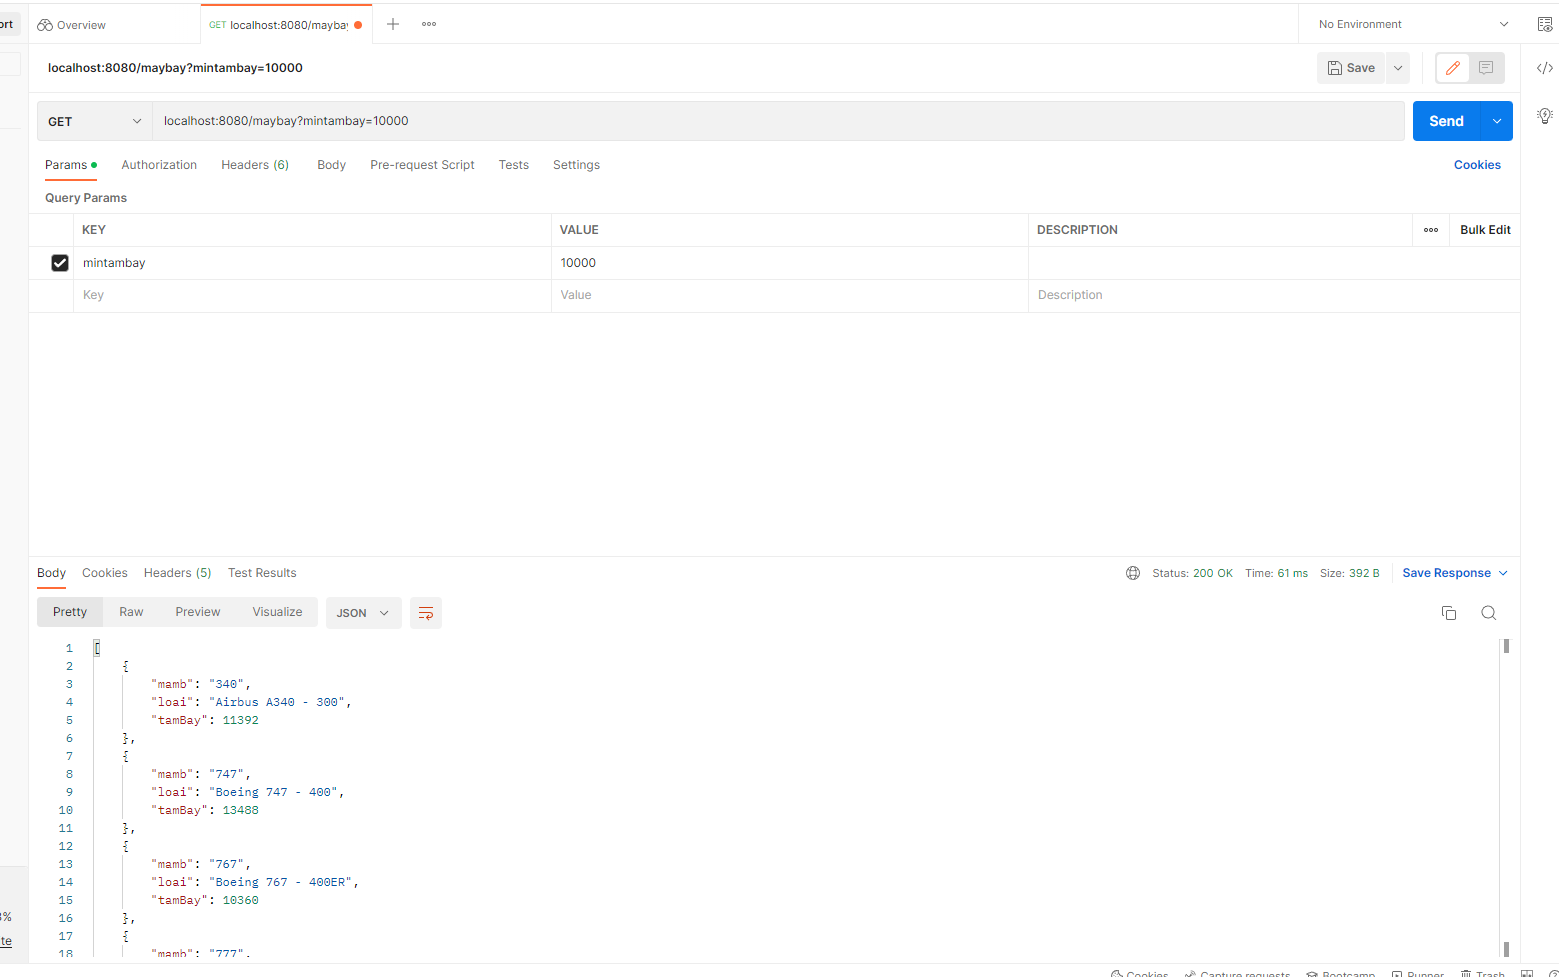 ort
Overview
GET localhost:8080/maybay
No Environment
localhost:8080/maybay?mintambay=10000
Save
GET
localhost:8080/maybay?mintambay=10000
Send
Params
Authorization
Headers (6)
Body
Pre-request Script
Tests
Settings
Cookies
Query Params
KEY
VALUE
DESCRIPTION
Bulk Edit
mintambay
10000
Key
Value
Description
Body
Cookies
Headers (5)
Test Results
Status: 200 OK
Time: 61 ms
Size: 392 B
Save Response
Pretty
Raw
Preview
Visualize
JSON
1 [
2 {
3 "mamb": "340",
4 "loai": "Airbus A340 - 300",
5 "tamBay": 11392
6 },
7 {
8 "mamb": "747",
9 "loai": "Boeing 747 - 400",
10 "tamBay": 13488
11 },
12 {
13 "mamb": "767",
14 "loai": "Boeing 767 - 400ER",
15 "tamBay": 10360
16 },
17 {
18 "mamb": "777",
te
Cookies
Capture requests
Bootcamp
Runner
Trash